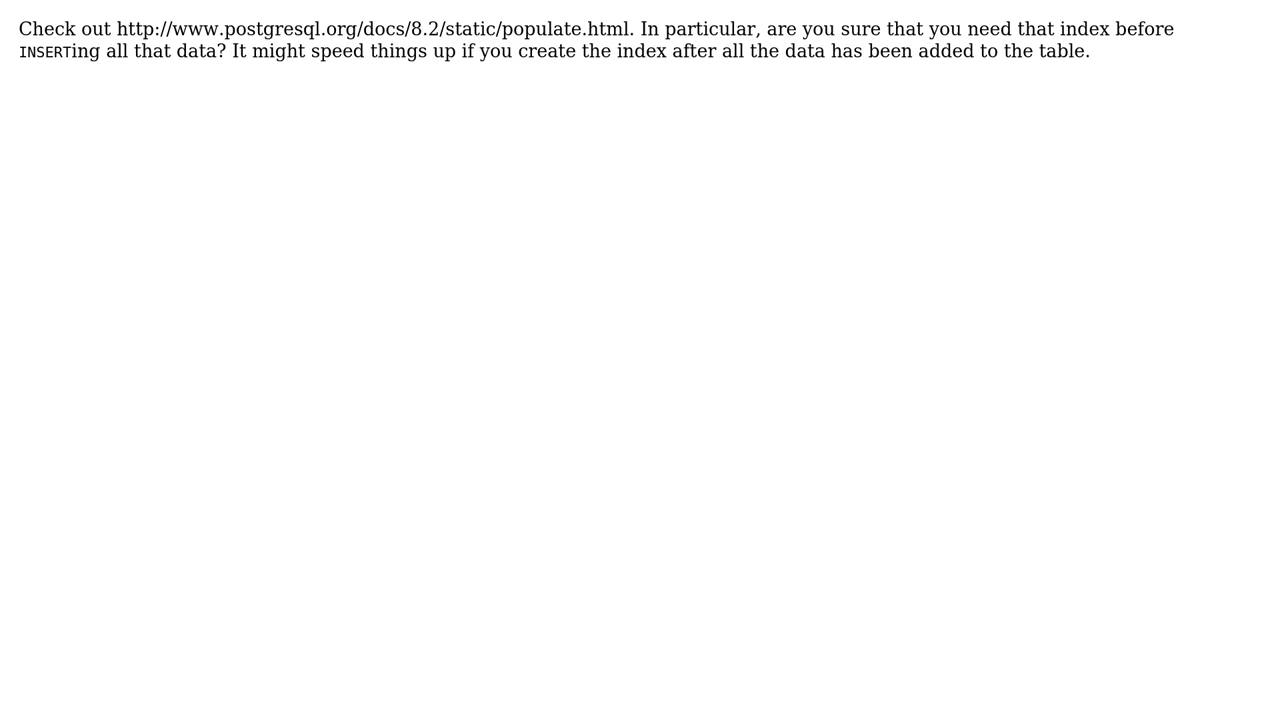 Check out http://www.postgresql.org/docs/8.2/static/populate.html. In particular, are you sure that you need that index before
INSERTing all that data? It might speed things up if you create the index after all the data has been added to the table.